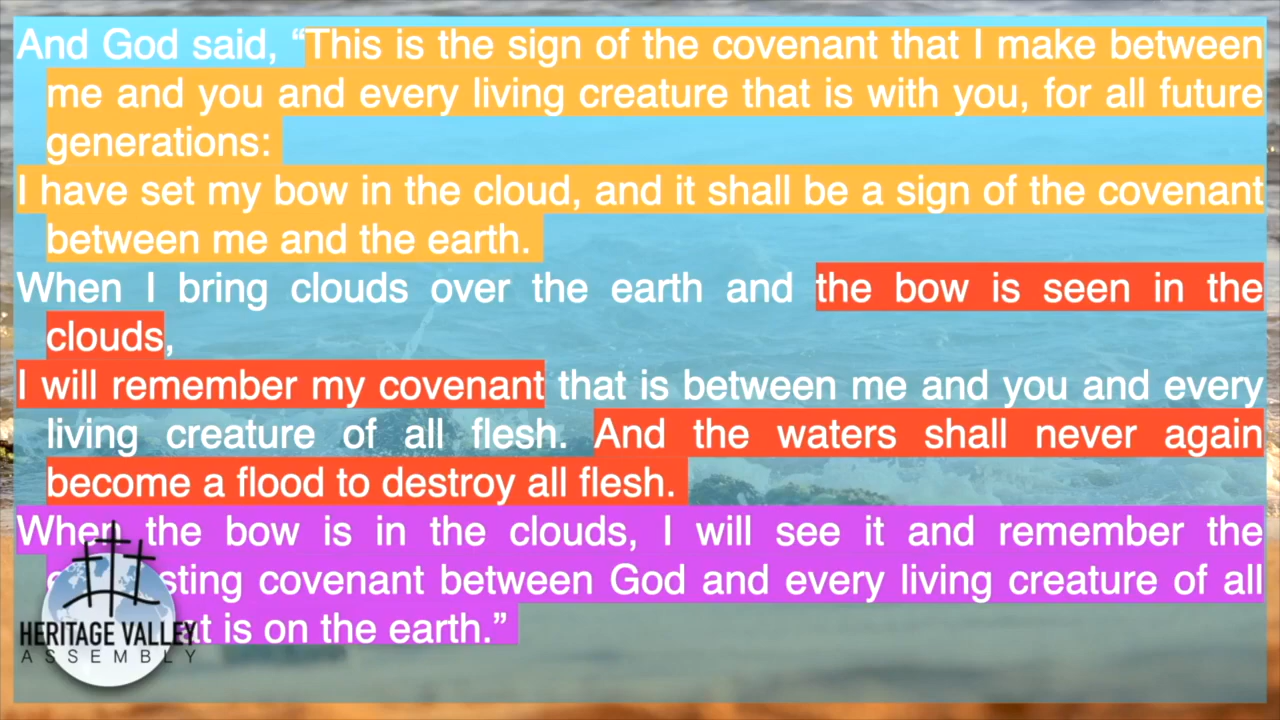 And God said, “This is the sign of the covenant that I make between
me and you and every living creature that is with you, for all future
generations:
I have set my bow in the cloud, and it shall be a sign of the covenant
between me and the earth.
When I bring clouds over the earth and the bow is seen in the
clouds,
I will remember my covenant that is between me and you and every
living creature of all flesh. And the waters shall never again
become a flood to destroy all flesh.
When the bow is in the clouds, I will see it and remember the
covenant between God and every living creature of all
is on the earth.”
HERITAGE VALLEY
ASSEMBLY